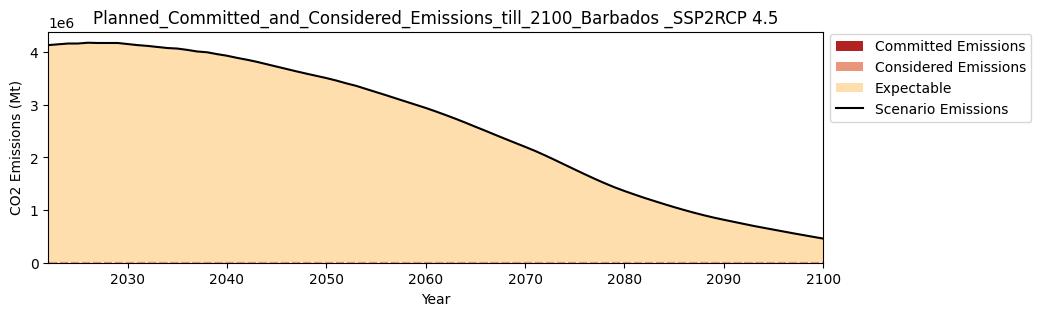 Planned_Committed_and_Considered_Emissions_till_2100_Barbados _SSP2RCP 4.5
1e6
4
3
2
1
0
CO2 Emissions (Mt)
2030 2040 2050 2060 2070 2080 2090 2100
Year
Committed Emissions
Considered Emissions
Expectable
Scenario Emissions